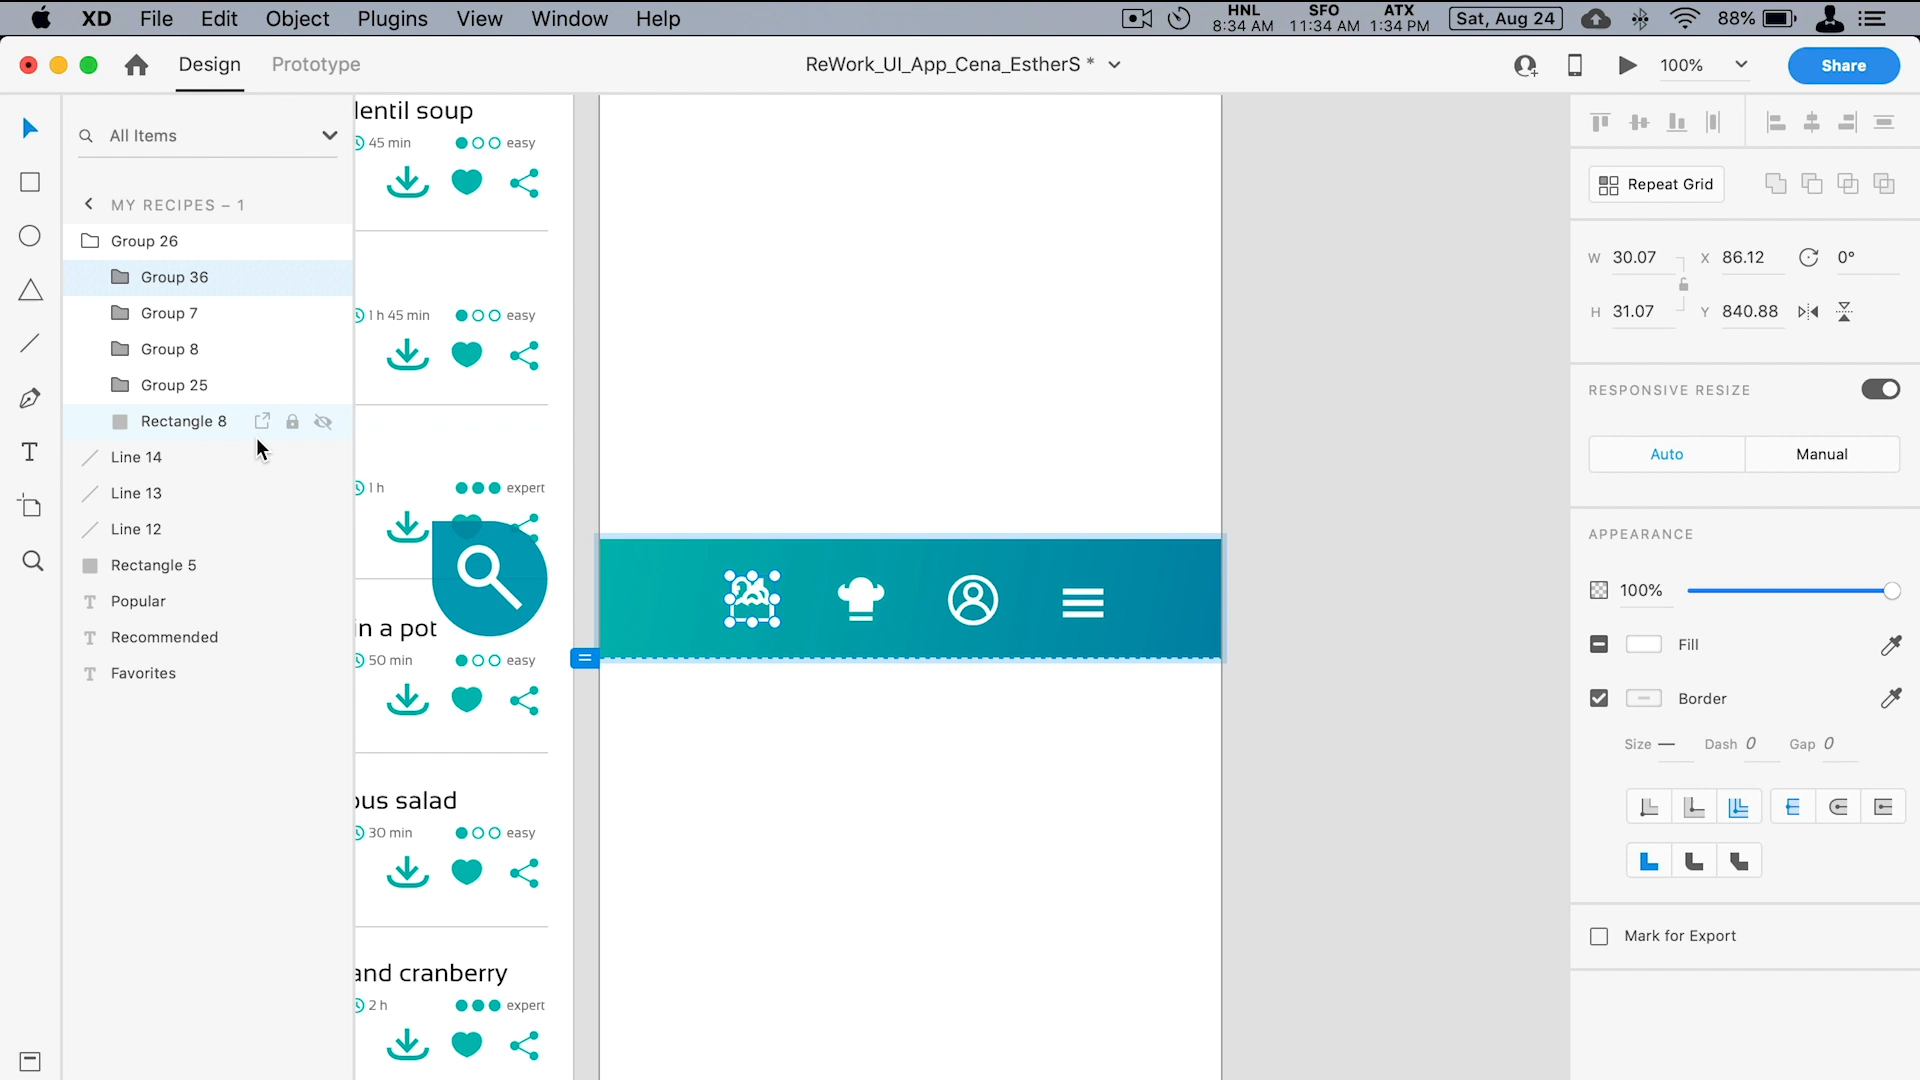 XD File Edit Object Plugins View Window Help
HNL SFO ATX
8:34 AM 11:34 AM 1:34 PM
Sat, Aug 24
88%
Design Prototype
ReWork_UI_App_Cena_EstherS *
100%
Share
All Items
MY RECIPES – 1
Group 26
Group 36
Group 7
Group 8
Group 25
Rectangle 8
Line 14
Line 13
Line 12
Rectangle 5
T Popular
T Recommended
T Favorites
lentil soup
45 min easy
1 h 45 min easy
1 h expert
in a pot
50 min easy
ous salad
30 min easy
and cranberry
2 h expert
Repeat Grid
W 30.07 X 86.12 0°
H 31.07 Y 840.88
RESPONSIVE RESIZE
Auto Manual
APPEARANCE
100%
Fill
Border
Size — Dash 0 Gap 0
Mark for Export